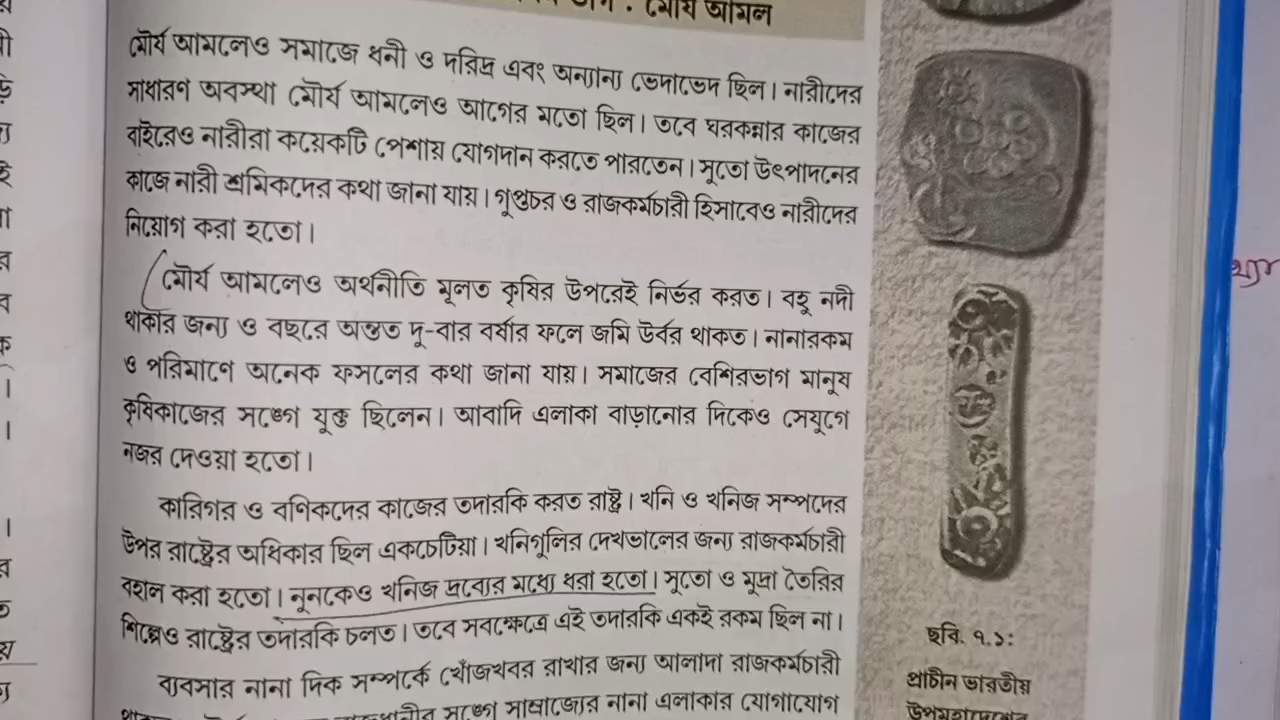 মৌর্য আমল
মৌর্য আমলেও সমাজে ধনী ও দরিদ্র এবং অন্যান্য ভেদাভেদ ছিল। নারীদের
সাধারণ অবস্থা মৌর্য আমলেও আগের মতো ছিল। তবে ঘরকন্নার কাজের
বাইরেও নারীরা কয়েকটি পেশায় যোগদান করতে পারতেন। সুতো উৎপাদনের
কাজে নারী শ্রমিকদের কথা জানা যায়। গুপ্তচর ও রাজকর্মচারী হিসাবেও নারীদের
নিয়োগ করা হতো।
মৌর্য আমলেও অর্থনীতি মূলত কৃষির উপরেই নির্ভর করত। বহু নদী
থাকার জন্য ও বছরে অন্তত দু-বার বর্ষার ফলে জমি উর্বর থাকত। নানারকম
ও পরিমাণে অনেক ফসলের কথা জানা যায়। সমাজের বেশিরভাগ মানুষ
কৃষিকাজের সঙ্গে যুক্ত ছিলেন। আবাদি এলাকা বাড়ানোর দিকেও সেযুগে
নজর দেওয়া হতো।
কারিগর ও বণিকদের কাজের তদারকি করত রাষ্ট্র। খনি ও খনিজ সম্পদের
উপর রাষ্ট্রের অধিকার ছিল একচেটিয়া। খনিগুলির দেখভালের জন্য রাজকর্মচারী
বহাল করা হতো। নুনকেও খনিজ দ্রব্যের মধ্যে ধরা হতো। সুতো ও মুদ্রা তৈরির
শিল্পেও রাষ্ট্রের তদারকি চলত। তবে সবক্ষেত্রে এই তদারকি একই রকম ছিল না।
ব্যবসার নানা দিক সম্পর্কে খোঁজখবর রাখার জন্য আলাদা রাজকর্মচারী
সঙ্গে সাম্রাজ্যের নানা এলাকার যোগাযোগ
ছবি. ৭.১:
প্রাচীন ভারতীয়
উপমহাদেশের